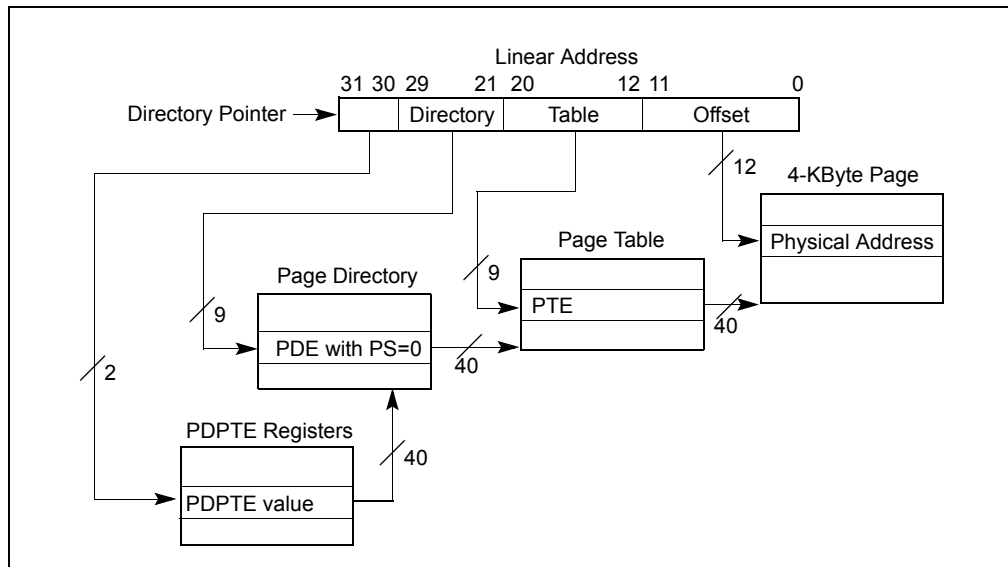 Linear Address
31 30 29 21 20 12 11 0
Directory Pointer
Directory Table Offset
12
4-KByte Page
Physical Address
Page Table
9
PTE
40
Page Directory
9
PDE with PS=0
40
2
PDPTE Registers
40
PDPTE value